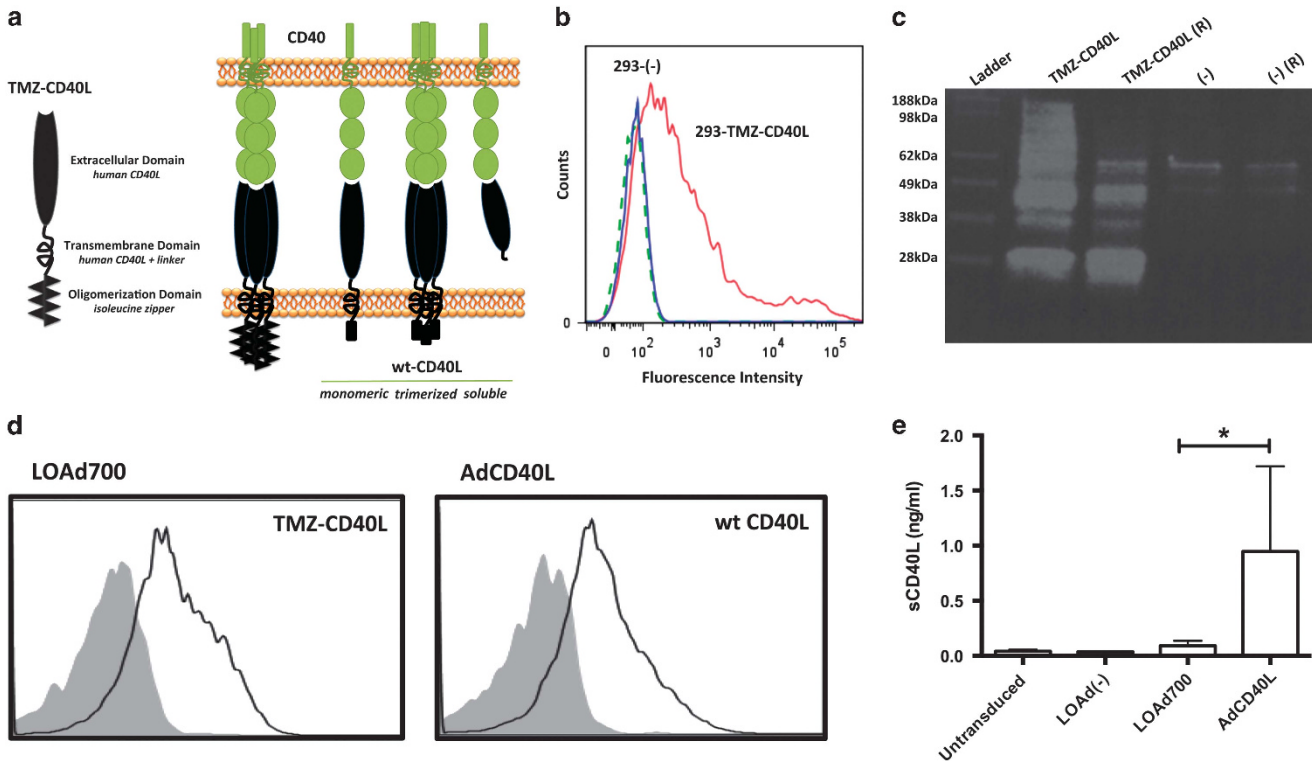 a
CD40
TMZ-CD40L
Extracellular Domain
human CD40L
Transmembrane Domain
human CD40L + linker
Oligomerization Domain
isoleucine zipper
wt-CD40L
monomeric trimerized soluble
b
293-(-)
293-TMZ-CD40L
Counts
0
0 10² 10³ 10⁴ 10⁵
Fluorescence Intensity
c
Ladder
TMZ-CD40L
TMZ-CD40L (R)
(-)
(-) (R)
188kDa
98kDa
62kDa
49kDa
38kDa
28kDa
d
LOAd700
TMZ-CD40L
AdCD40L
wt CD40L
e
*
sCD40L (ng/ml)
2.0
1.5
1.0
0.5
0.0
Untransduced
LOAd(-)
LOAd700
AdCD40L